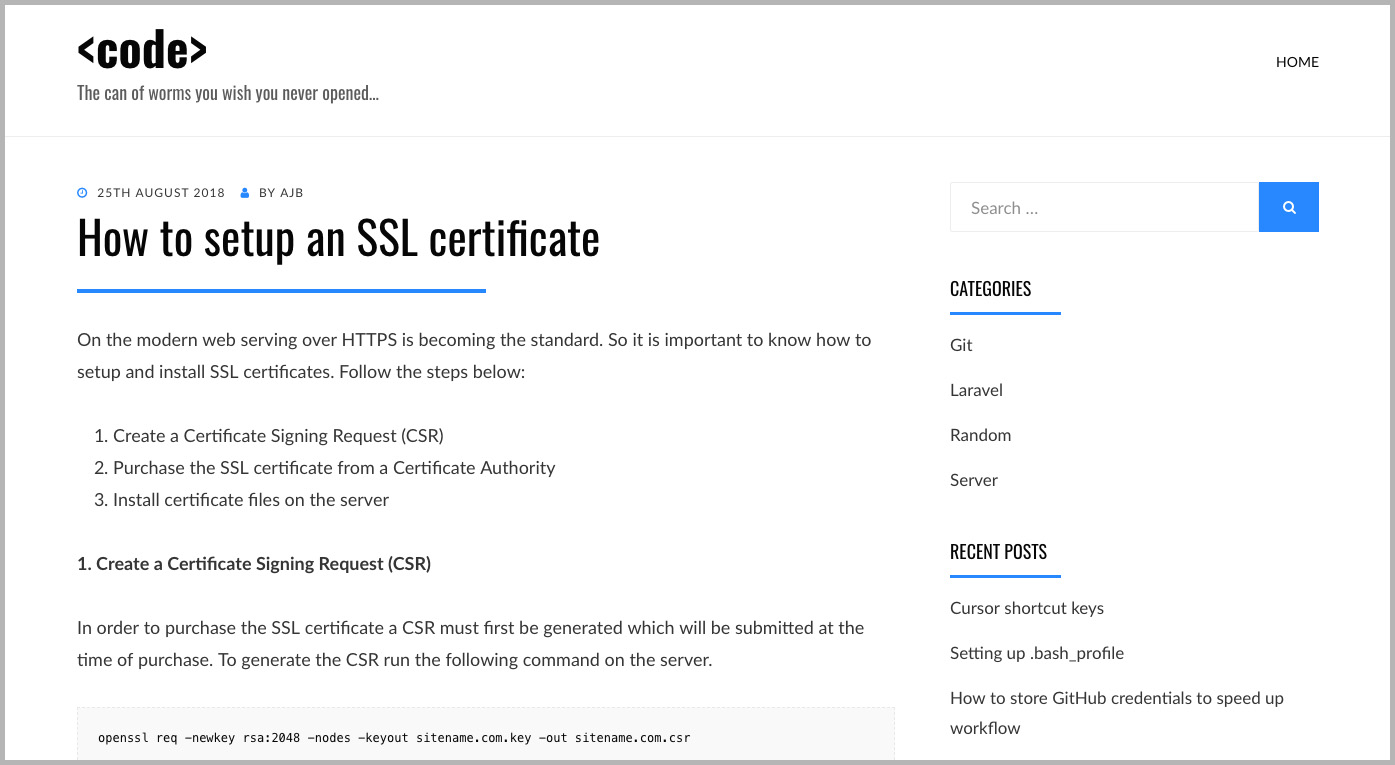 <code>
The can of worms you wish you never opened...
HOME
25TH AUGUST 2018 BY AJB
How to setup an SSL certificate
On the modern web serving over HTTPS is becoming the standard. So it is important to know how to
setup and install SSL certificates. Follow the steps below:
1. Create a Certificate Signing Request (CSR)
2. Purchase the SSL certificate from a Certificate Authority
3. Install certificate files on the server
1. Create a Certificate Signing Request (CSR)
In order to purchase the SSL certificate a CSR must first be generated which will be submitted at the
time of purchase. To generate the CSR run the following command on the server.
openssl req -newkey rsa:2048 -nodes -keyout sitename.com.key -out sitename.com.csr
Search ...
CATEGORIES
Git
Laravel
Random
Server
RECENT POSTS
Cursor shortcut keys
Setting up .bash_profile
How to store GitHub credentials to speed up
workflow